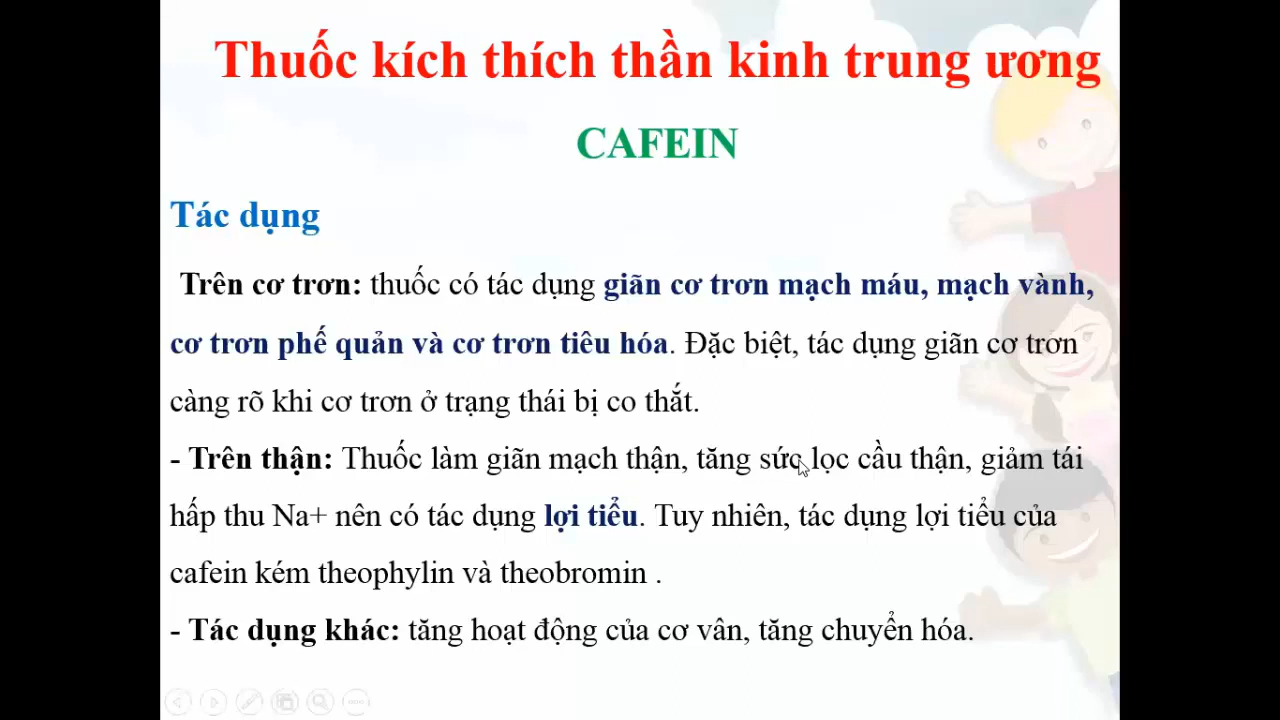 Thuốc kích thích thần kinh trung ương
CAFEIN
Tác dụng
Trên cơ trơn: thuốc có tác dụng giãn cơ trơn mạch máu, mạch vành,
cơ trơn phế quản và cơ trơn tiêu hóa. Đặc biệt, tác dụng giãn cơ trơn
càng rõ khi cơ trơn ở trạng thái bị co thắt.
- Trên thận: Thuốc làm giãn mạch thận, tăng sức lọc cầu thận, giảm tái
hấp thu Na+ nên có tác dụng lợi tiểu. Tuy nhiên, tác dụng lợi tiểu của
cafein kém theophylin và theobromin .
- Tác dụng khác: tăng hoạt động của cơ vân, tăng chuyển hóa.